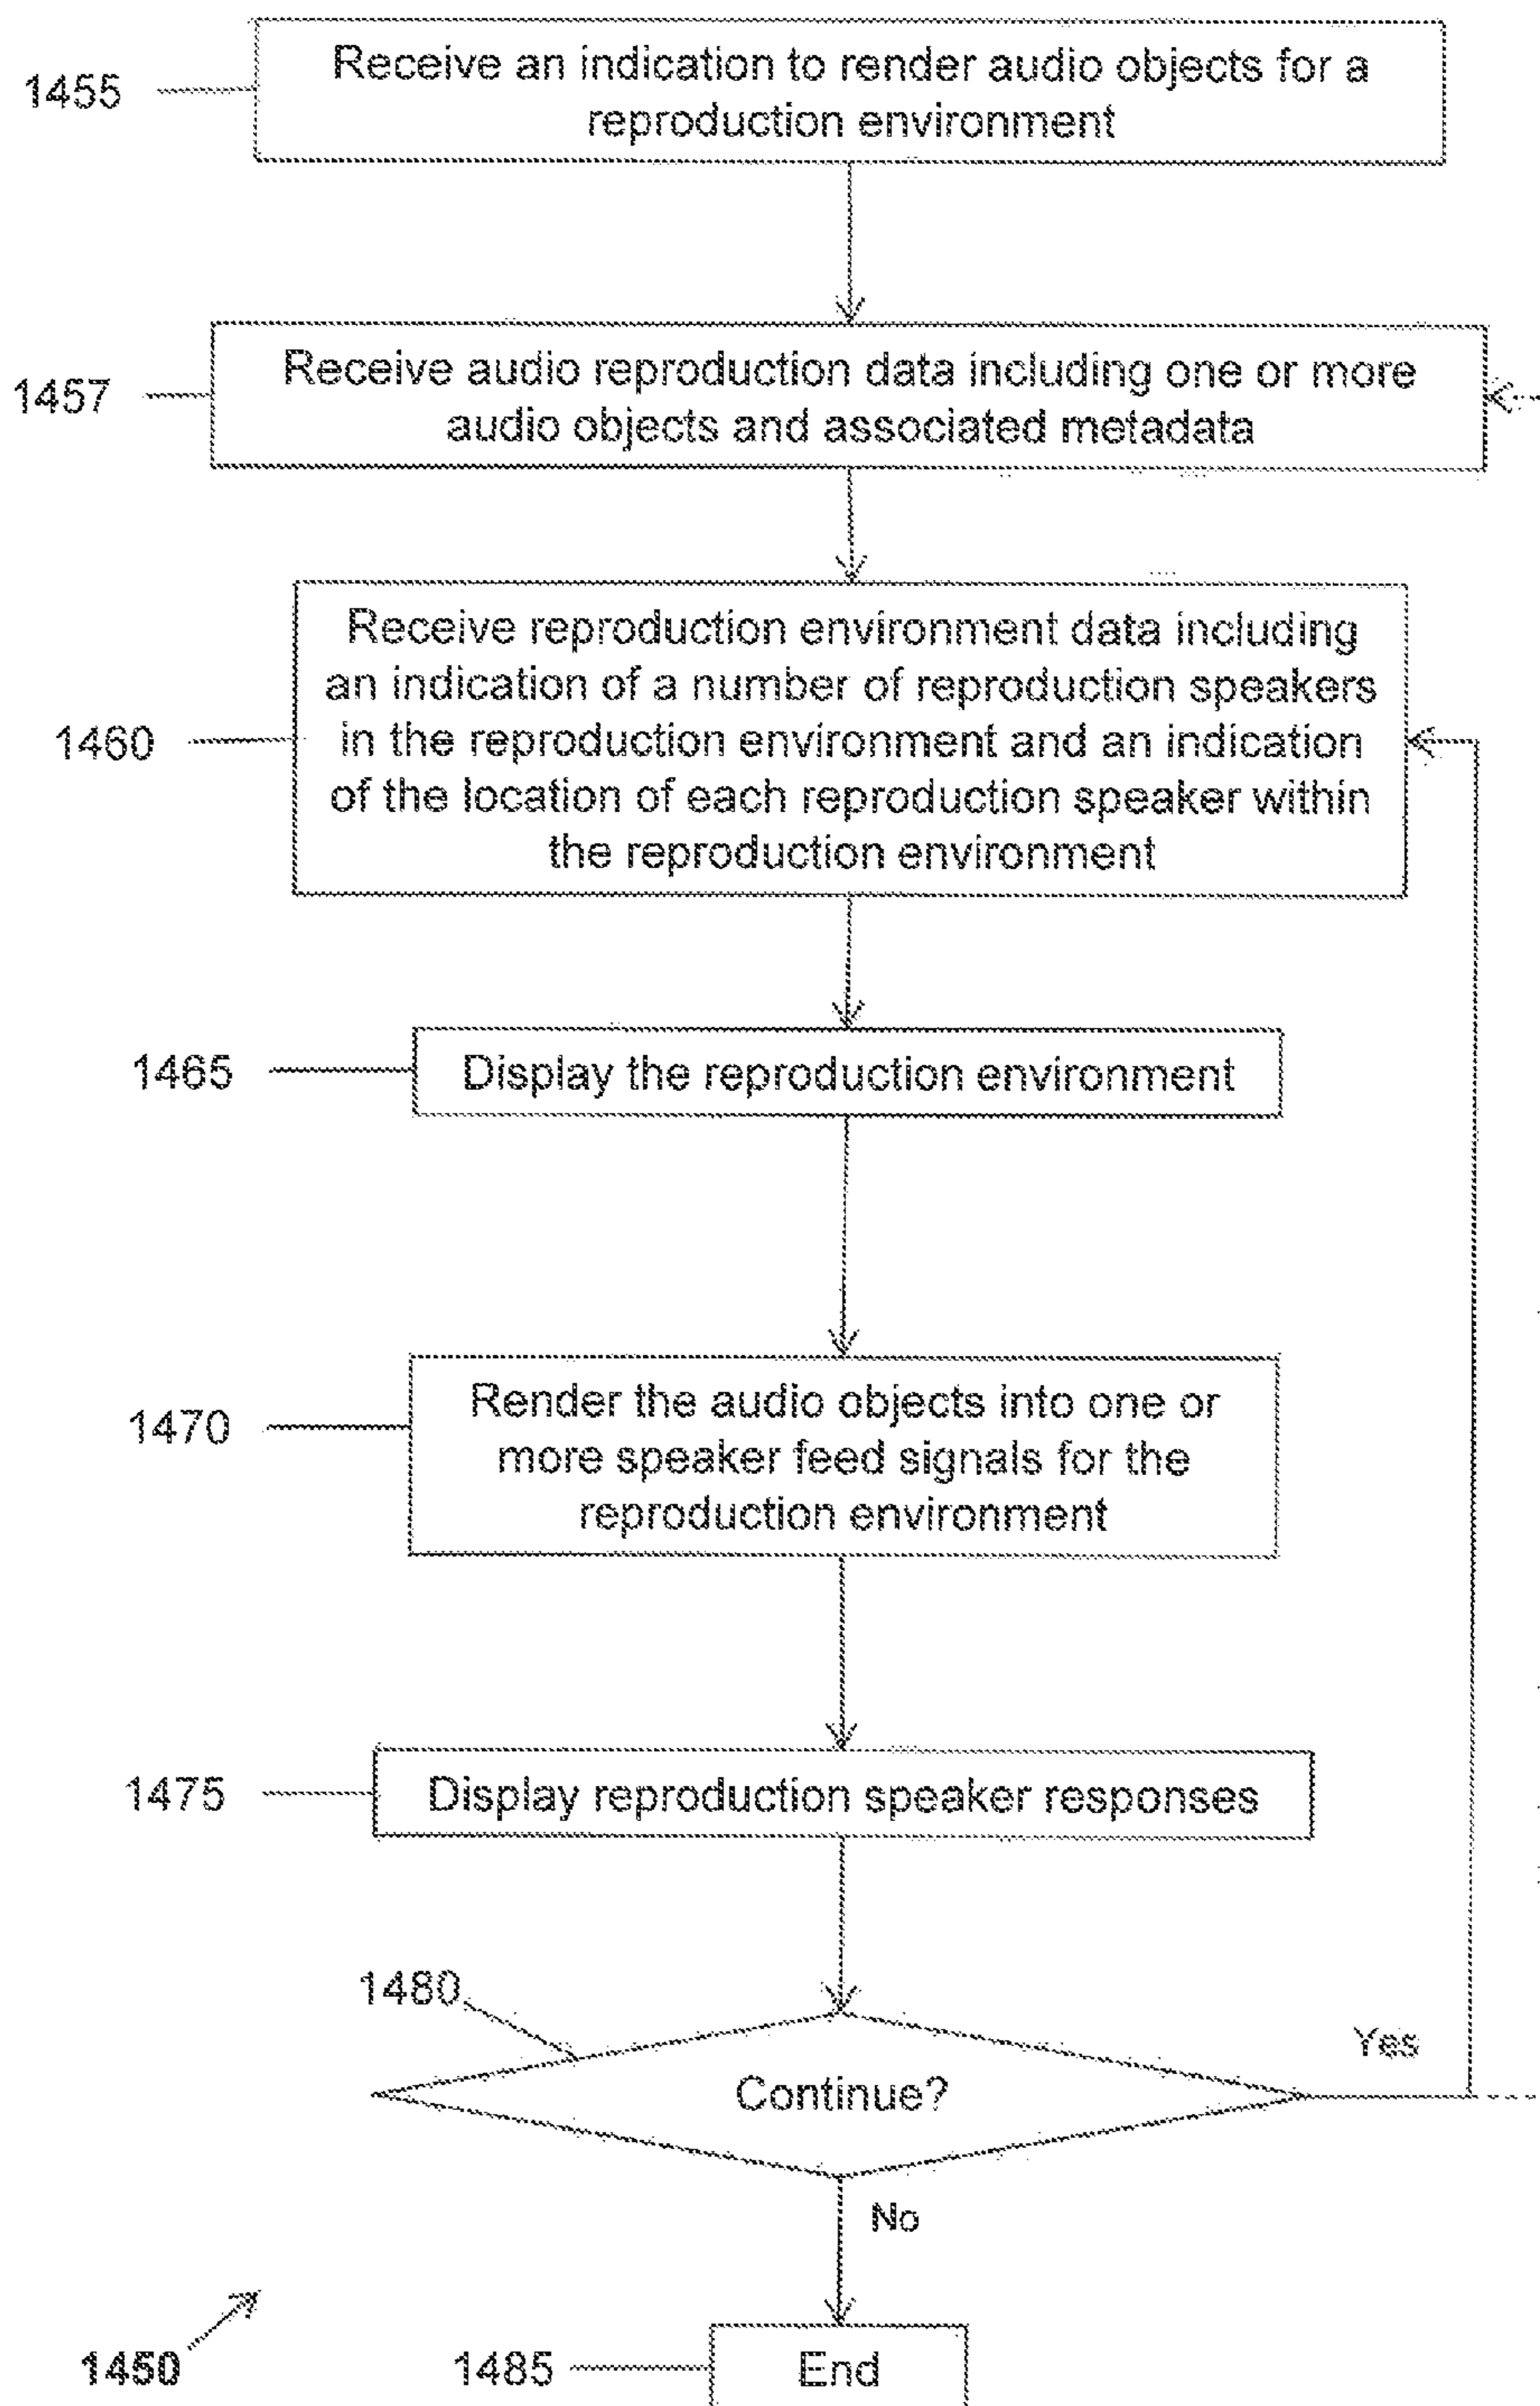 1455
Receive an indication to render audio objects for a
reproduction environment
1457
Receive audio reproduction data including one or more
audio objects and associated metadata
1460
Receive reproduction environment data including
an indication of a number of reproduction speakers
in the reproduction environment and an indication
of the location of each reproduction speaker within
the reproduction environment
1465
Display the reproduction environment
1470
Render the audio objects into one or
more speaker feed signals for the
reproduction environment
1475
Display reproduction speaker responses
1480
Continue?
Yes
No
1450
1485
End